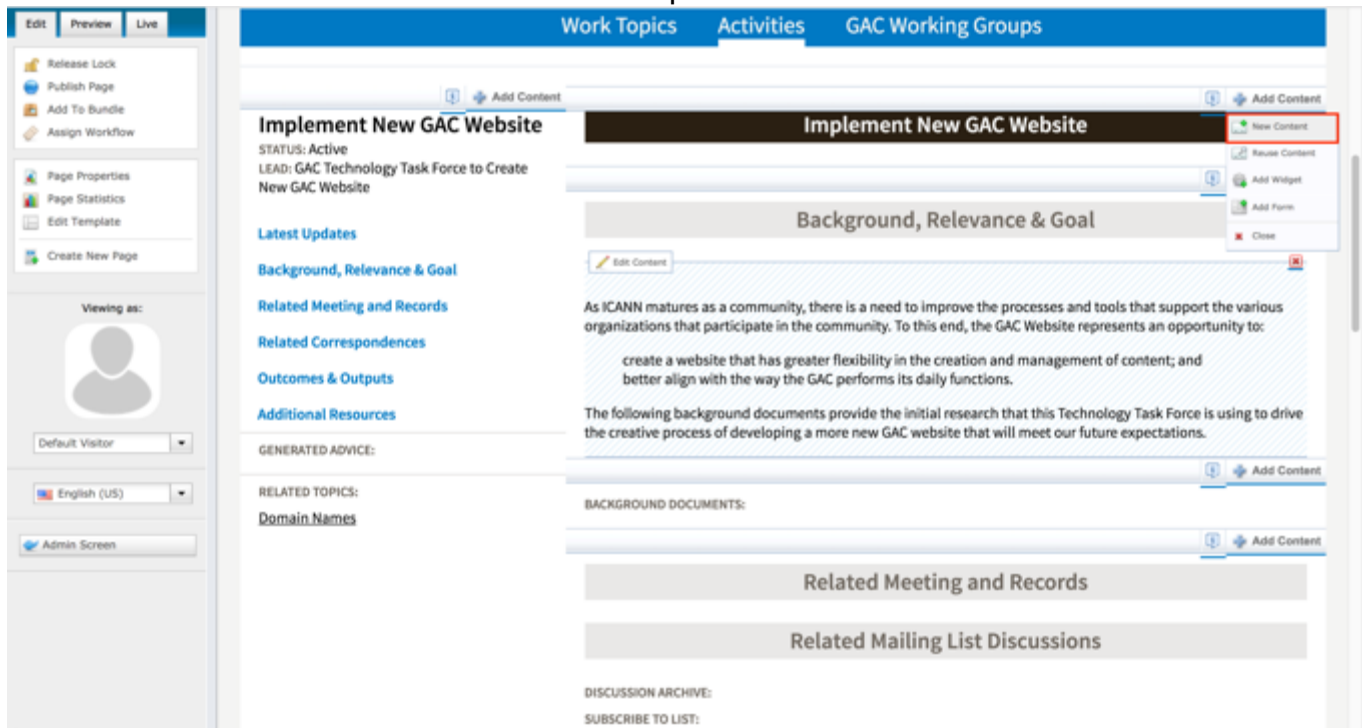 Edit Preview Live
Work Topics Activities GAC Working Groups
Release Lock
Publish Page
Add To Bundle
Assign Workflow
Page Properties
Page Statistics
Edit Template
Create New Page
Viewing as:
Default Visitor
English (US)
Admin Screen
Add Content
Implement New GAC Website
STATUS: Active
LEAD: GAC Technology Task Force to Create
New GAC Website
Latest Updates
Background, Relevance & Goal
Related Meeting and Records
Related Correspondences
Outcomes & Outputs
Additional Resources
GENERATED ADVICE:
RELATED TOPICS:
Domain Names
Add Content
Implement New GAC Website
New Content
Reuse Content
Add Widget
Add Form
Close
Background, Relevance & Goal
Edit Content
As ICANN matures as a community, there is a need to improve the processes and tools that support the various
organizations that participate in the community. To this end, the GAC Website represents an opportunity to:
create a website that has greater flexibility in the creation and management of content; and
better align with the way the GAC performs its daily functions.
The following background documents provide the initial research that this Technology Task Force is using to drive
the creative process of developing a more new GAC website that will meet our future expectations.
Add Content
BACKGROUND DOCUMENTS:
Add Content
Related Meeting and Records
Related Mailing List Discussions
DISCUSSION ARCHIVE:
SUBSCRIBE TO LIST: